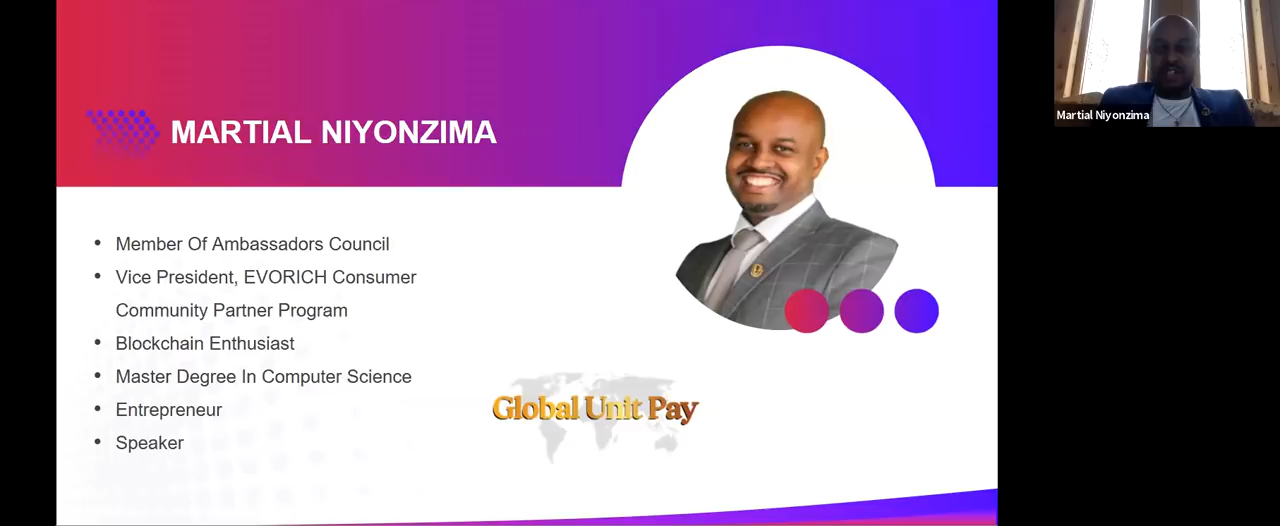 MARTIAL NIYONZIMA
• Member Of Ambassadors Council
• Vice President, EVORICH Consumer
Community Partner Program
• Blockchain Enthusiast
• Master Degree In Computer Science
• Entrepreneur
• Speaker
Global Unit Pay
Martial Niyonzima